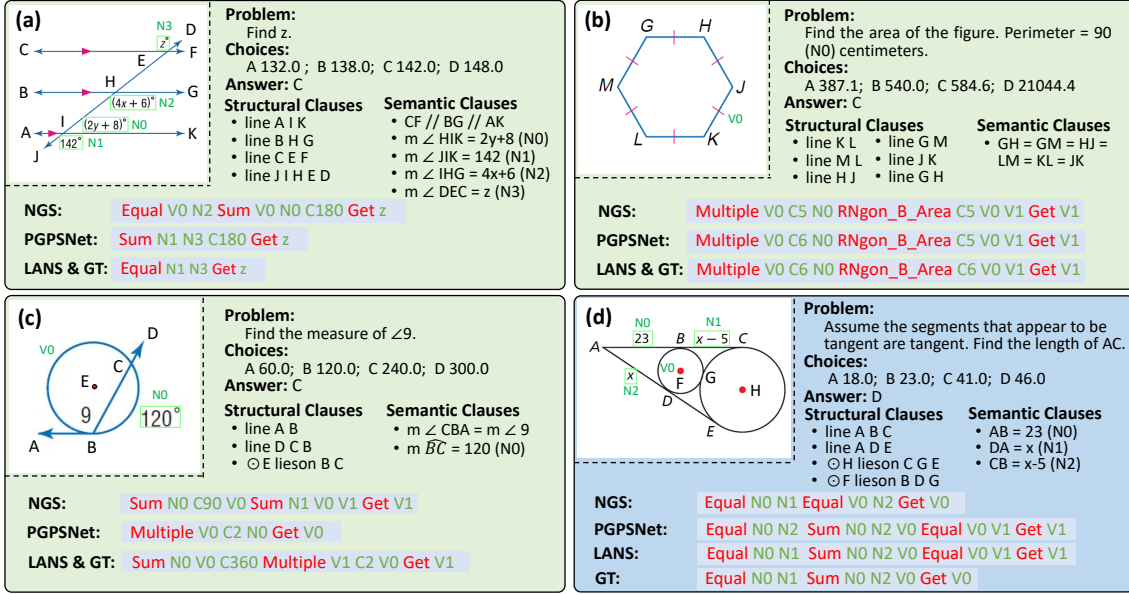 (a)
N3
D
z°
C
F
E
H
B
G
(4x + 6)° N2
I
(2y + 8)° N0
A
K
142° N1
J
Problem:
Find z.
Choices:
A 132.0 ; B 138.0; C 142.0; D 148.0
Answer: C
Structural Clauses
• line A I K
• line B H G
• line C E F
• line J I H E D
Semantic Clauses
• CF // BG // AK
• m ∠ HIK = 2y+8 (N0)
• m ∠ JIK = 142 (N1)
• m ∠ IHG = 4x+6 (N2)
• m ∠ DEC = z (N3)
NGS: Equal V0 N2 Sum V0 N0 C180 Get z
PGPSNet: Sum N1 N3 C180 Get z
LANS & GT: Equal N1 N3 Get z
(b)
G
H
M
J
V0
L
K
Problem:
Find the area of the figure. Perimeter = 90
(N0) centimeters.
Choices:
A 387.1; B 540.0; C 584.6; D 21044.4
Answer: C
Structural Clauses
• line K L
• line M L
• line H J
• line G M
• line J K
• line G H
Semantic Clauses
• GH = GM = HJ =
LM = KL = JK
NGS: Multiple V0 C5 N0 RNgon_B_Area C5 V0 V1 Get V1
PGPSNet: Multiple V0 C6 N0 RNgon_B_Area C5 V0 V1 Get V1
LANS & GT: Multiple V0 C6 N0 RNgon_B_Area C6 V0 V1 Get V1
(c)
D
V0
C
E
N0
9
120°
A
B
Problem:
Find the measure of ∠9.
Choices:
A 60.0; B 120.0; C 240.0; D 300.0
Answer: C
Structural Clauses
• line A B
• line D C B
• ⊙E lieson B C
Semantic Clauses
• m ∠ CBA = m ∠ 9
• m B͡C = 120 (N0)
NGS: Sum N0 C90 V0 Sum N1 V0 V1 Get V1
PGPSNet: Multiple V0 C2 N0 Get V0
LANS & GT: Sum N0 V0 C360 Multiple V1 C2 V0 Get V1
(d)
N0
N1
23
B
x − 5
C
A
V0
x
F
G
H
N2
D
E
Problem:
Assume the segments that appear to be
tangent are tangent. Find the length of AC.
Choices:
A 18.0; B 23.0; C 41.0; D 46.0
Answer: D
Structural Clauses
• line A B C
• line A D E
• ⊙H lieson C G E
• ⊙F lieson B D G
Semantic Clauses
• AB = 23 (N0)
• DA = x (N1)
• CB = x-5 (N2)
NGS: Equal N0 N1 Equal V0 N2 Get V0
PGPSNet: Equal N0 N2 Sum N0 N2 V0 Equal V0 V1 Get V1
LANS: Equal N0 N1 Sum N0 N2 V0 Equal V0 V1 Get V1
GT: Equal N0 N1 Sum N0 N2 V0 Get V0